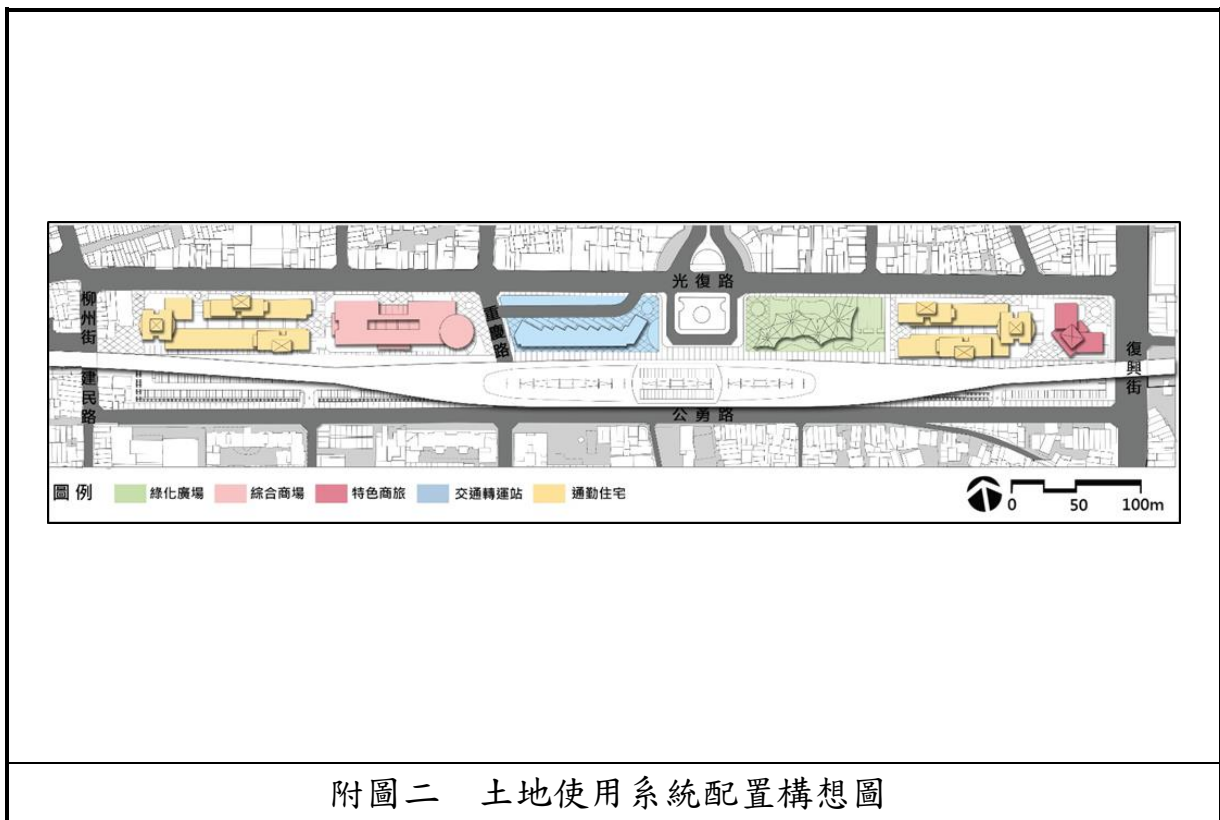 光復路
柳州街
重慶路
復興街
建民路
公勇路
圖例 綠化廣場 綜合商場 特色商旅 交通轉運站 通勤住宅
0 50 100m
附圖二 土地使用系統配置構想圖